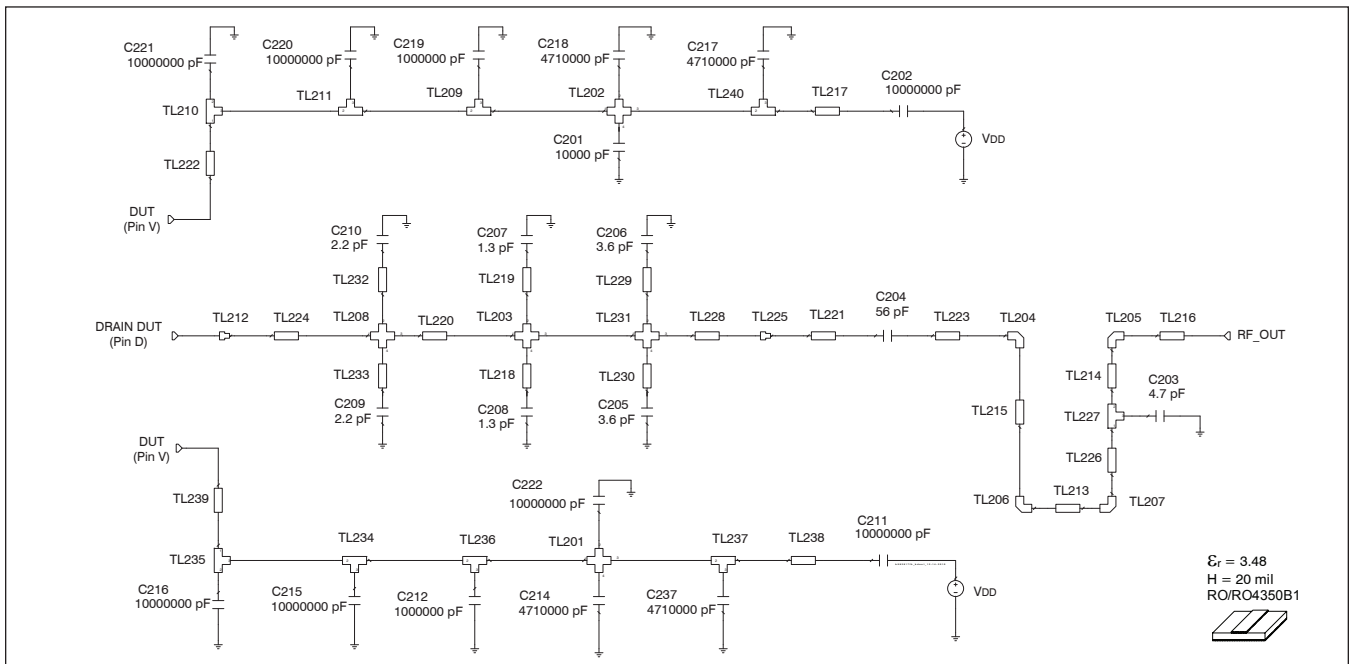 C221
10000000 pF
C220
10000000 pF
C219
1000000 pF
C218
4710000 pF
C217
4710000 pF
C202
10000000 pF
TL210
TL211
TL209
TL202
TL240
TL217
C201
10000 pF
VDD
TL222
DUT
(Pin V)
C210
2.2 pF
C207
1.3 pF
C206
3.6 pF
TL232
TL219
TL229
DRAIN DUT
(Pin D)
TL212
TL224
TL208
TL220
TL203
TL231
TL228
TL225
TL221
C204
56 pF
TL223
TL204
TL205
TL216
RF_OUT
TL233
TL218
TL230
TL214
C203
4.7 pF
C209
2.2 pF
C208
1.3 pF
C205
3.6 pF
TL215
TL227
TL226
DUT
(Pin V)
TL239
C222
10000000 pF
TL206
TL213
TL207
TL235
TL234
TL236
TL201
TL237
TL238
C211
10000000 pF
C216
10000000 pF
C215
10000000 pF
C212
1000000 pF
C214
4710000 pF
C237
4710000 pF
VDD
εr = 3.48
H = 20 mil
RO/RO4350B1